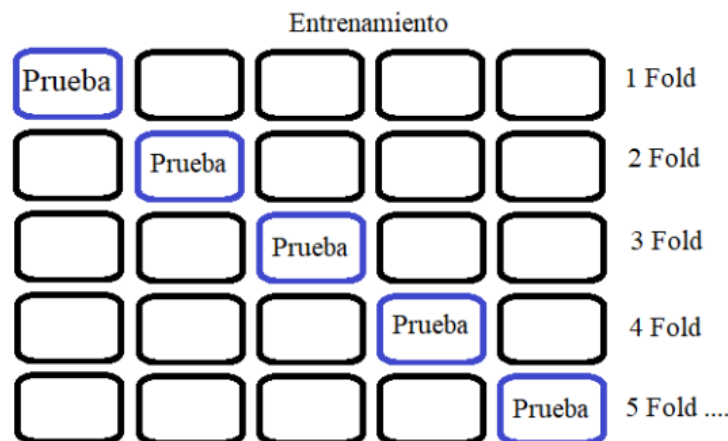 Entrenamiento
Prueba 1 Fold
Prueba 2 Fold
Prueba 3 Fold
Prueba 4 Fold
Prueba 5 Fold ....